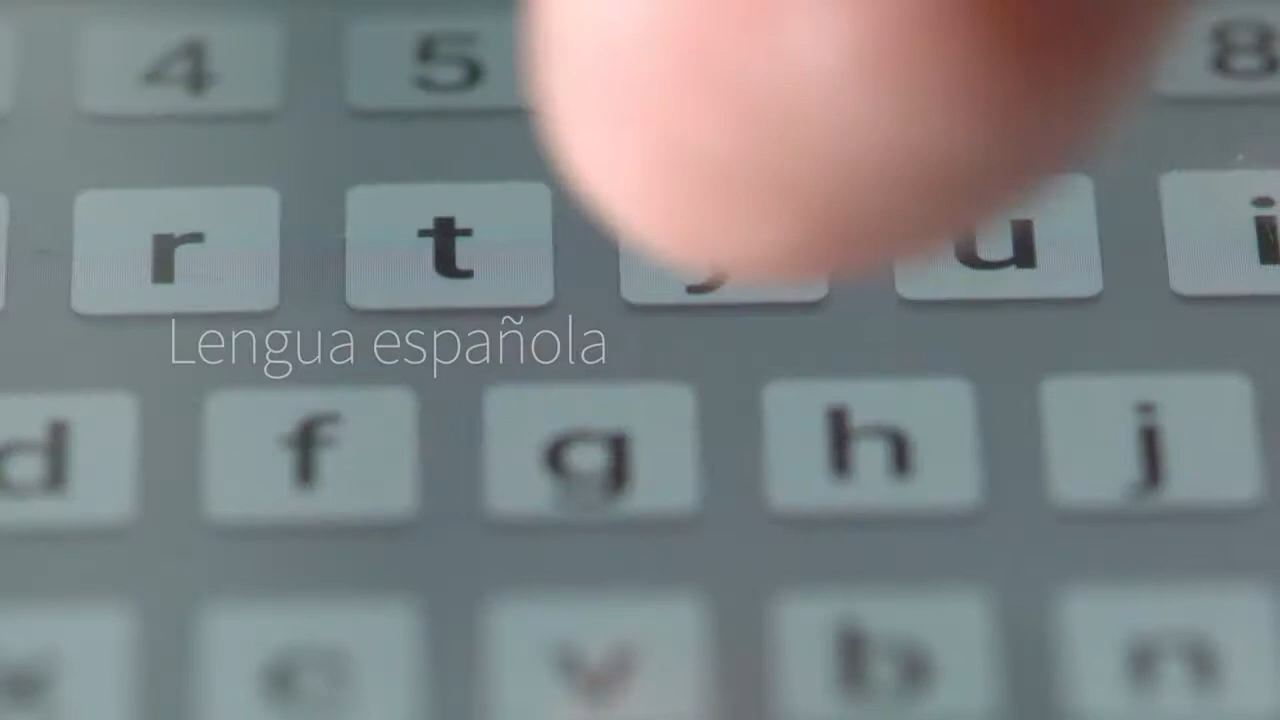 4 5 8
r t y u i
Lengua española
d f g h j
c v b n